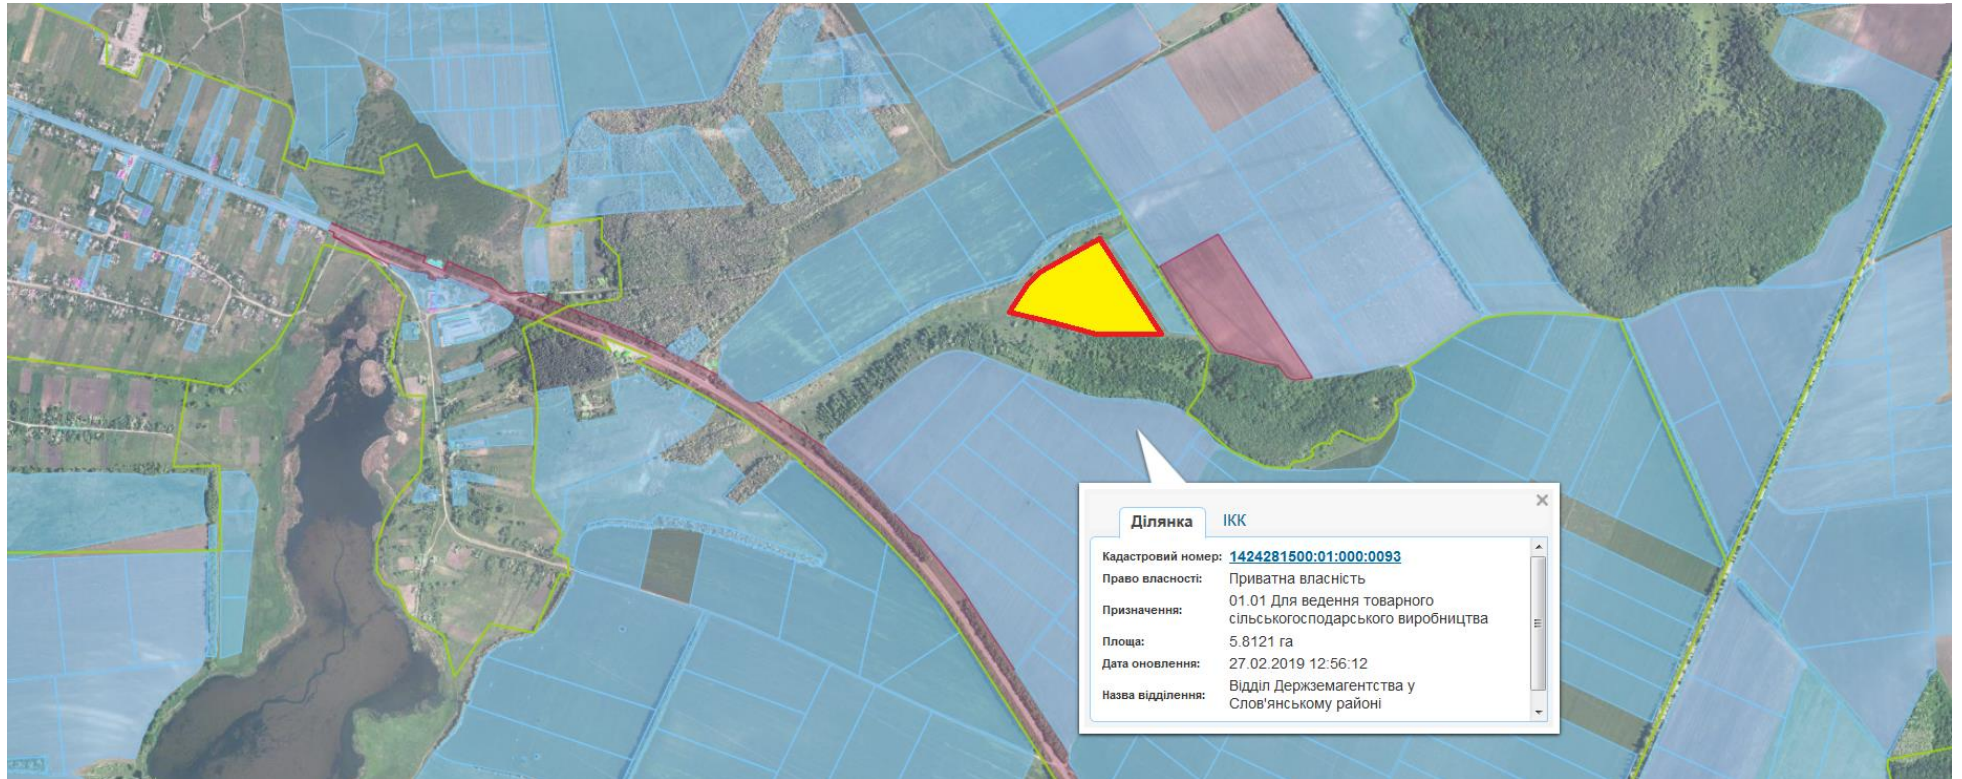 Ділянка
ІКК
Кадастровий номер: 1424281500:01:000:0093
Право власності: Приватна власність
Призначення: 01.01 Для ведення товарного
сільськогосподарського виробництва
Площа: 5.8121 га
Дата оновлення: 27.02.2019 12:56:12
Назва відділення: Відділ Держземагентства у
Слов'янському районі